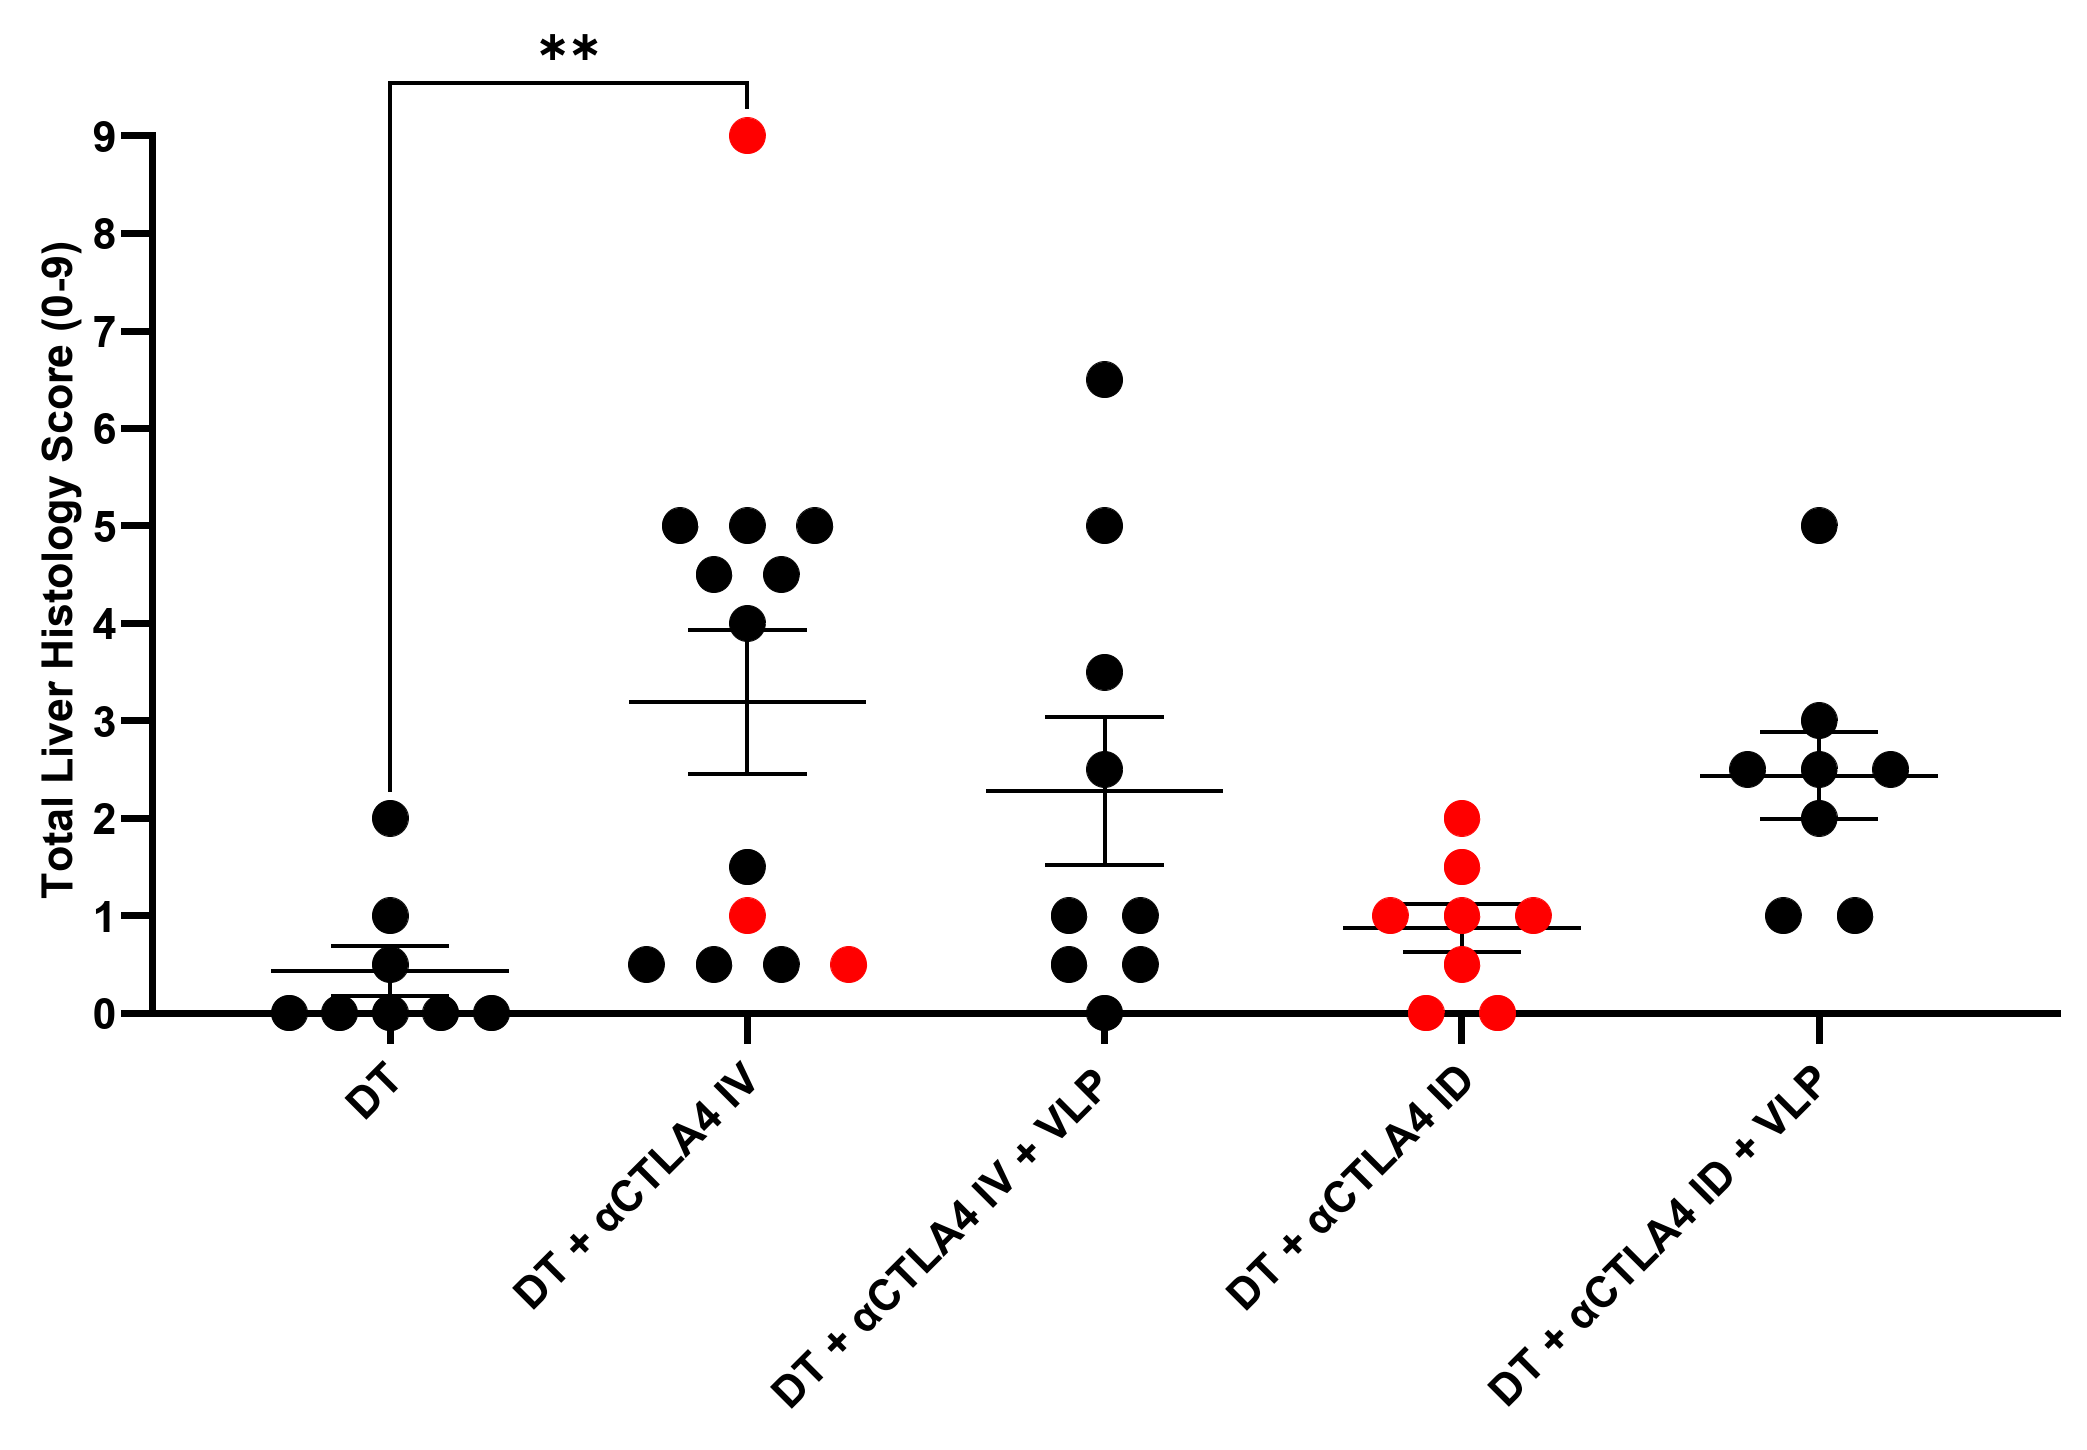 **
Total Liver Histology Score (0-9)
9
8
7
6
5
4
3
2
1
0
DT
DT + αCTLA4 IV
DT + αCTLA4 IV + VLP
DT + αCTLA4 ID
DT + αCTLA4 ID + VLP